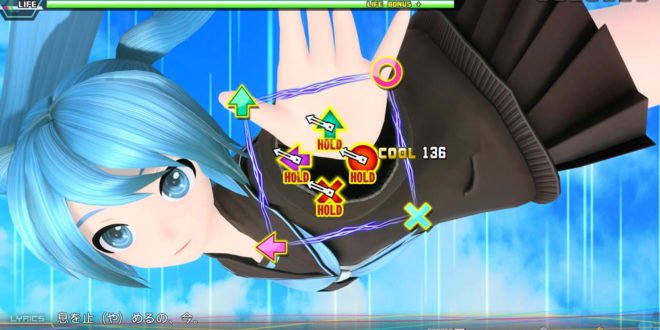 LIFE
LIFE BONUS
HOLD
COOL 136
HOLD
HOLD
HOLD
LYRICS 息を止（や）めるの、今。